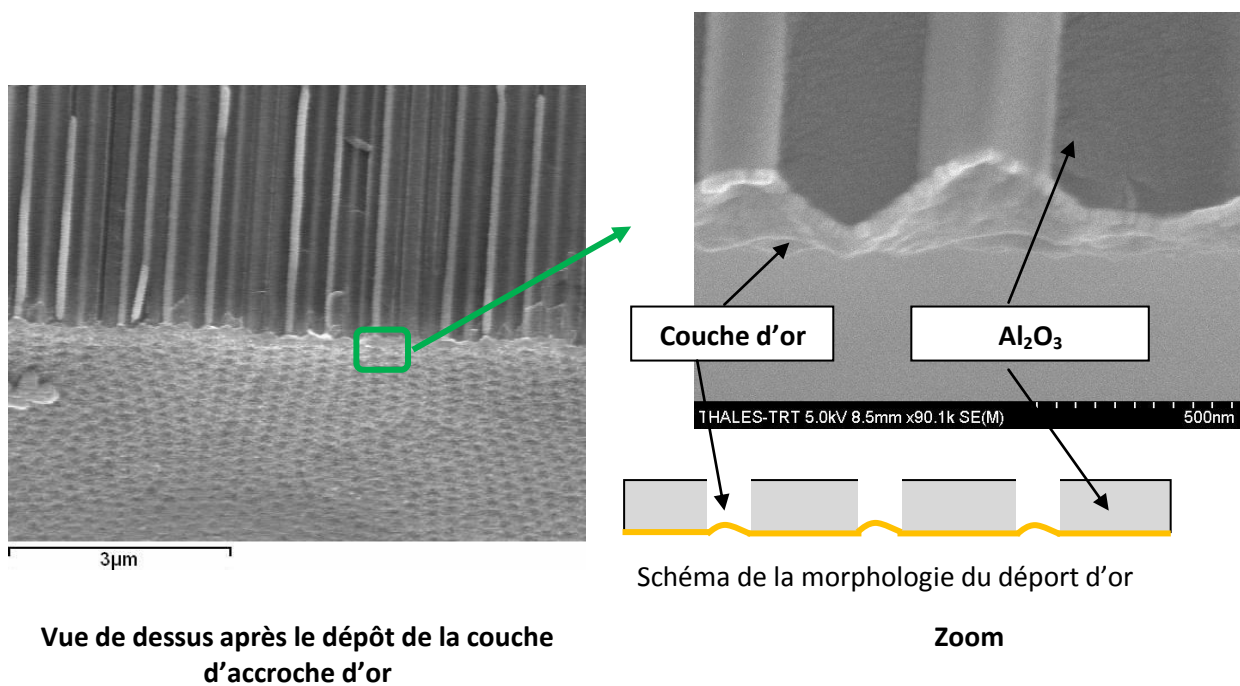 Couche d'or
Al₂O₃
THALES-TRT 5.0kV 8.5mm x90.1k SE(M)
500nm
3µm
Schéma de la morphologie du déport d'or
Vue de dessus après le dépôt de la couche
d'accroche d'or
Zoom